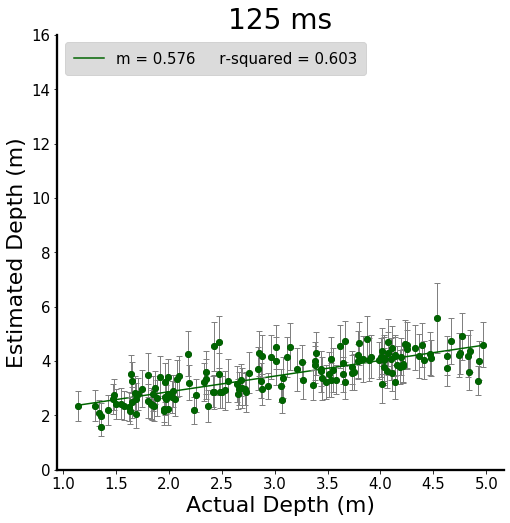 125 ms
m = 0.576 r-squared = 0.603
Estimated Depth (m)
16
14
12
10
8
6
4
2
0
1.0 1.5 2.0 2.5 3.0 3.5 4.0 4.5 5.0
Actual Depth (m)